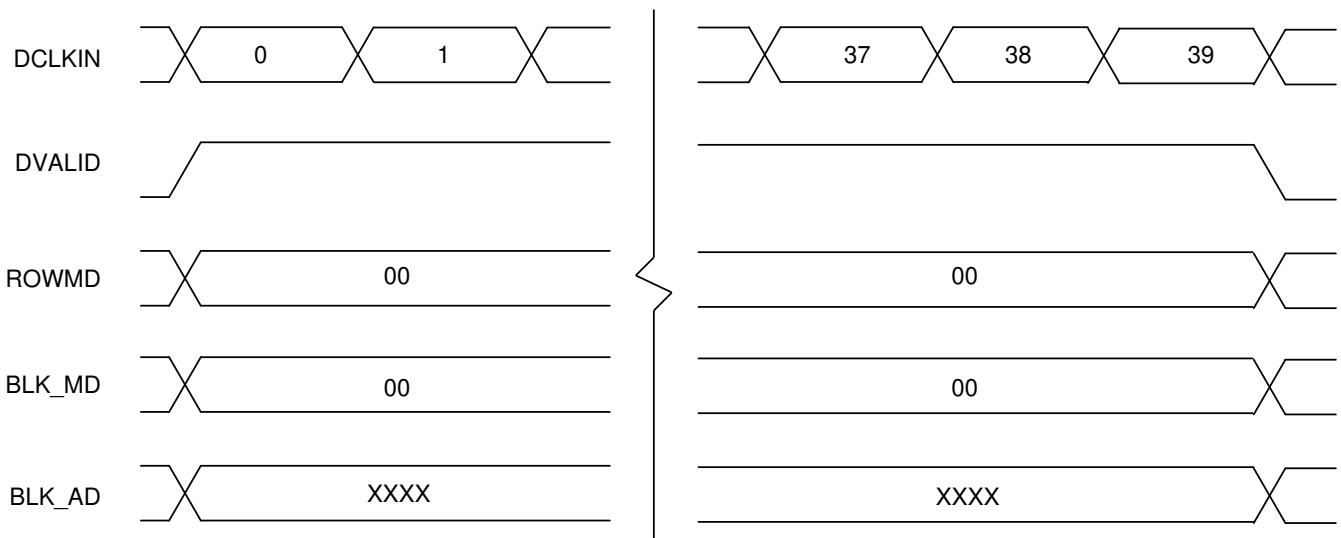 DCLKIN 0 1 37 38 39
DVALID
ROWMD 00 00
BLK_MD 00 00
BLK_AD XXXX XXXX